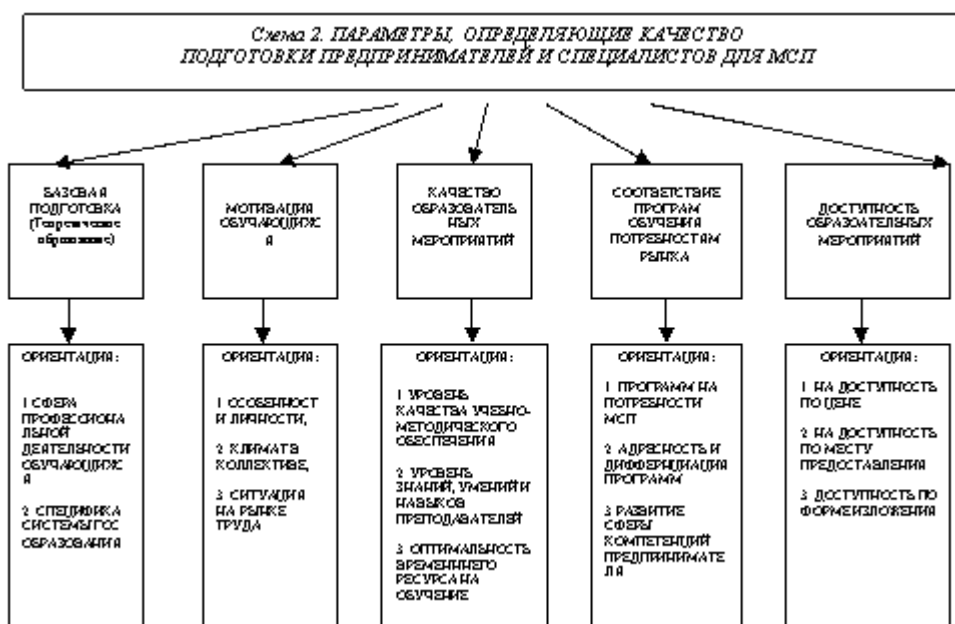 Схема 2. ПАРАМЕТРЫ, ОПРЕДЕЛЯЮЩИЕ КАЧЕСТВО
ПОДГОТОВКИ ПРЕДПРИНИМАТЕЛЕЙ И СПЕЦИАЛИСТОВ ДЛЯ МСП
БАЗОВАЯ
ПОДГОТОВКА
(Теоретическое
образование)
МОТИВАЦИЯ
ОБУЧАЮЩИХС
Я
КАЧЕСТВО
ОБРАЗОВАТЕЛЬ
НЫХ
МЕРОПРИЯТИЙ
СООТВЕТСТВИЕ
ПРОГРАМ
ОБУЧЕНИЯ
ПОТРЕБНОСТЯМ
РЫНКА
ДОСТУПНОСТЬ
ОБРАЗОАТЕЛЬНЫХ
МЕРОПРИЯТИЙ
ОРИЕНТАЦИЯ:
1 СФЕРА
ПРОФЕССИОНА
ЛЬНОЙ
ДЕЯТЕЛЬНОСТИ
ОБУЧАЮЩИХС
Я
2 СПЕЦИФИКА
СИСТЕМЫ ГОС
ОБРАЗОВАНИЯ
ОРИЕНТАЦИЯ:
1 ОСОБЕННОСТ
И ЛИЧНОСТИ,
2 КЛИМАТ В
КОЛЛЕКТИВЕ,
3 СИТУАЦИЯ
НА РЫНКЕ
ТРУДА
ОРИЕНТАЦИЯ:
1 УРОВЕНЬ
КАЧЕСТВА УЧЕБНО-
МЕТОДИЧЕСКОГО
ОБЕСПЕЧЕНИЯ
2 УРОВЕНЬ
ЗНАНИЙ, УМЕНИЙ И
НАВЫКОВ
ПРЕПОДАВАТЕЛЕЙ
3 ОПТИМАЛЬНОСТЬ
ВРЕМЕННЕГО
РЕСУРСА НА
ОБУЧЕНИЕ
ОРИЕНТАЦИЯ:
1 ПРОГРАММ НА
ПОТРЕБНОСТИ
МСП
2 АДРЕСНОСТЬ И
ДИФФЕРНЦИАЦИЯ
ПРОГРАММ
3 РАЗВИТИЕ
СФЕРЫ
КОМПЕТЕНЦИЙ
ПРЕДПРИНИМАТЕ
ЛЯ
ОРИЕНТАЦИЯ:
1 НА ДОСТУПНОСТЬ
ПО ЦЕНЕ
2 НА ДОСТУПНОСТЬ
ПО МЕСТУ
ПРЕДОСТАВЛЕНИЯ
3 ДОСТУПНОСТЬ ПО
ФОРМЕ ИЗЛОЖЕНИЯ